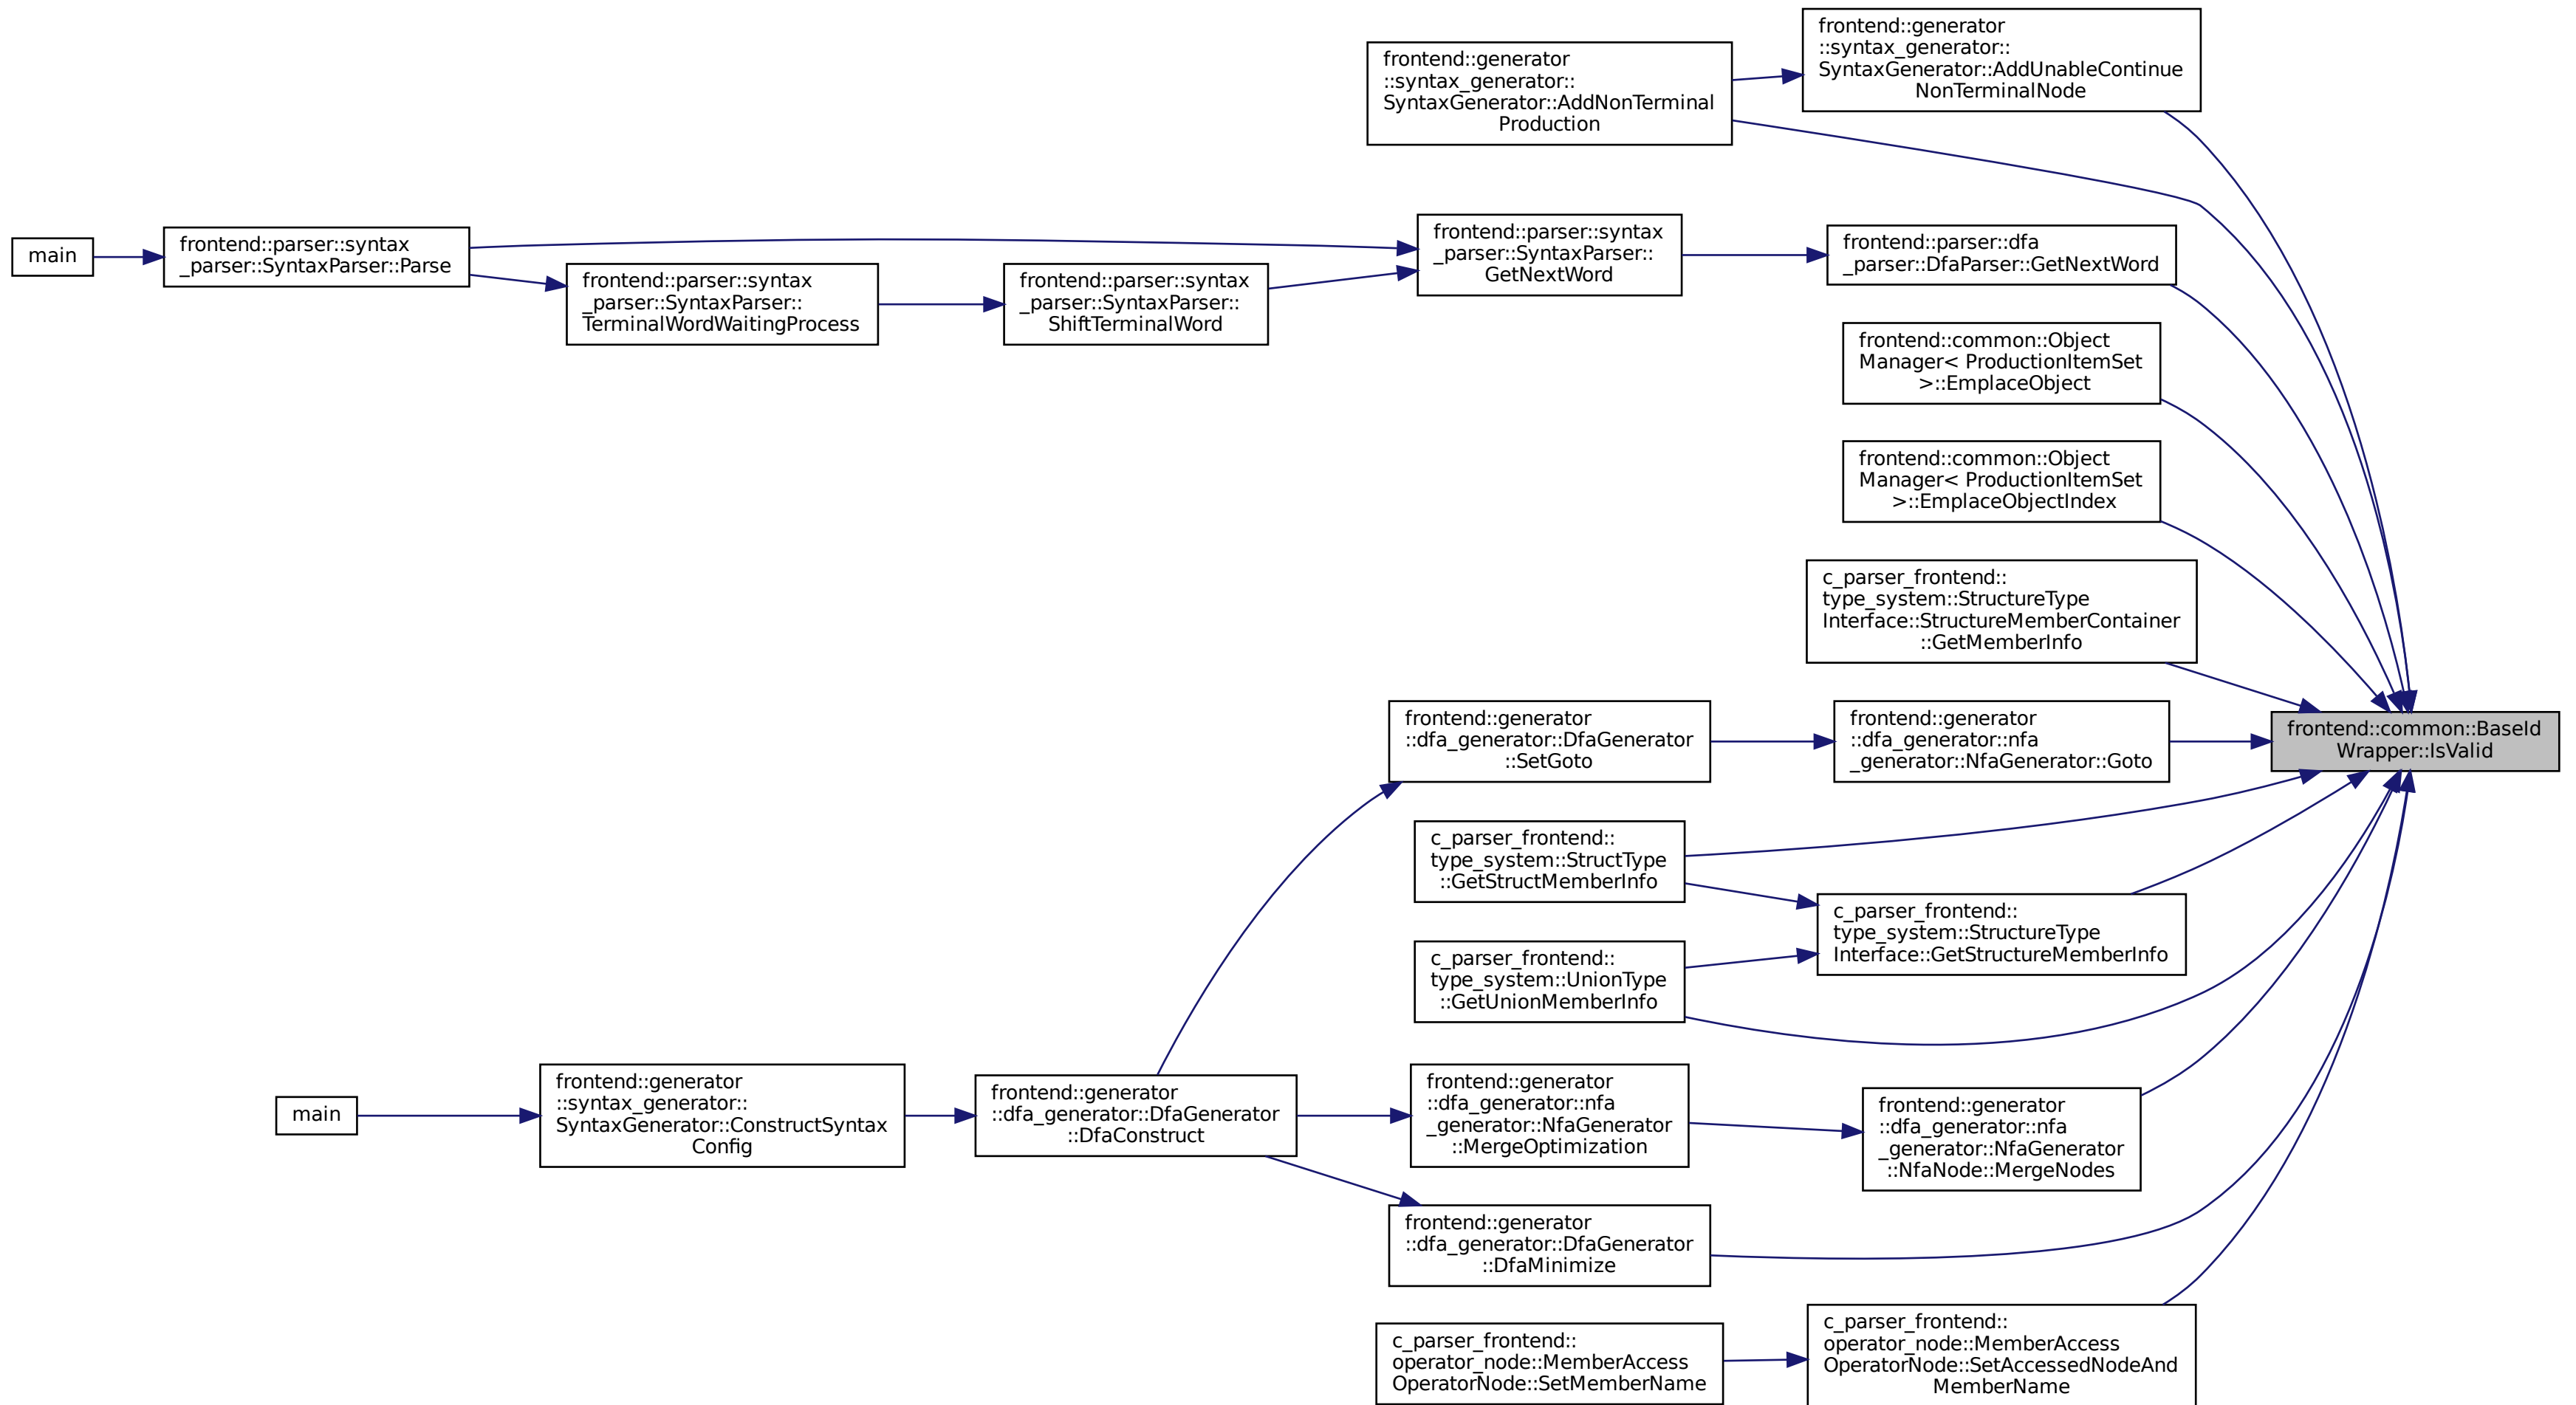 frontend::generator
::syntax_generator::
SyntaxGenerator::AddUnableContinue
NonTerminalNode
frontend::generator
::syntax_generator::
SyntaxGenerator::AddNonTerminal
Production
main
frontend::parser::syntax
_parser::SyntaxParser::Parse
frontend::parser::syntax
_parser::SyntaxParser::
TerminalWordWaitingProcess
frontend::parser::syntax
_parser::SyntaxParser::
ShiftTerminalWord
frontend::parser::syntax
_parser::SyntaxParser::
GetNextWord
frontend::parser::dfa
_parser::DfaParser::GetNextWord
frontend::common::Object
Manager< ProductionItemSet
>::EmplaceObject
frontend::common::Object
Manager< ProductionItemSet
>::EmplaceObjectIndex
c_parser_frontend::
type_system::StructureType
Interface::StructureMemberContainer
::GetMemberInfo
frontend::generator
::dfa_generator::DfaGenerator
::SetGoto
frontend::generator
::dfa_generator::nfa
_generator::NfaGenerator::Goto
frontend::common::BaseId
Wrapper::IsValid
c_parser_frontend::
type_system::StructType
::GetStructMemberInfo
c_parser_frontend::
type_system::StructureType
Interface::GetStructureMemberInfo
c_parser_frontend::
type_system::UnionType
::GetUnionMemberInfo
main
frontend::generator
::syntax_generator::
SyntaxGenerator::ConstructSyntax
Config
frontend::generator
::dfa_generator::DfaGenerator
::DfaConstruct
frontend::generator
::dfa_generator::nfa
_generator::NfaGenerator
::MergeOptimization
frontend::generator
::dfa_generator::nfa
_generator::NfaGenerator
::NfaNode::MergeNodes
frontend::generator
::dfa_generator::DfaGenerator
::DfaMinimize
c_parser_frontend::
operator_node::MemberAccess
OperatorNode::SetMemberName
c_parser_frontend::
operator_node::MemberAccess
OperatorNode::SetAccessedNodeAnd
MemberName